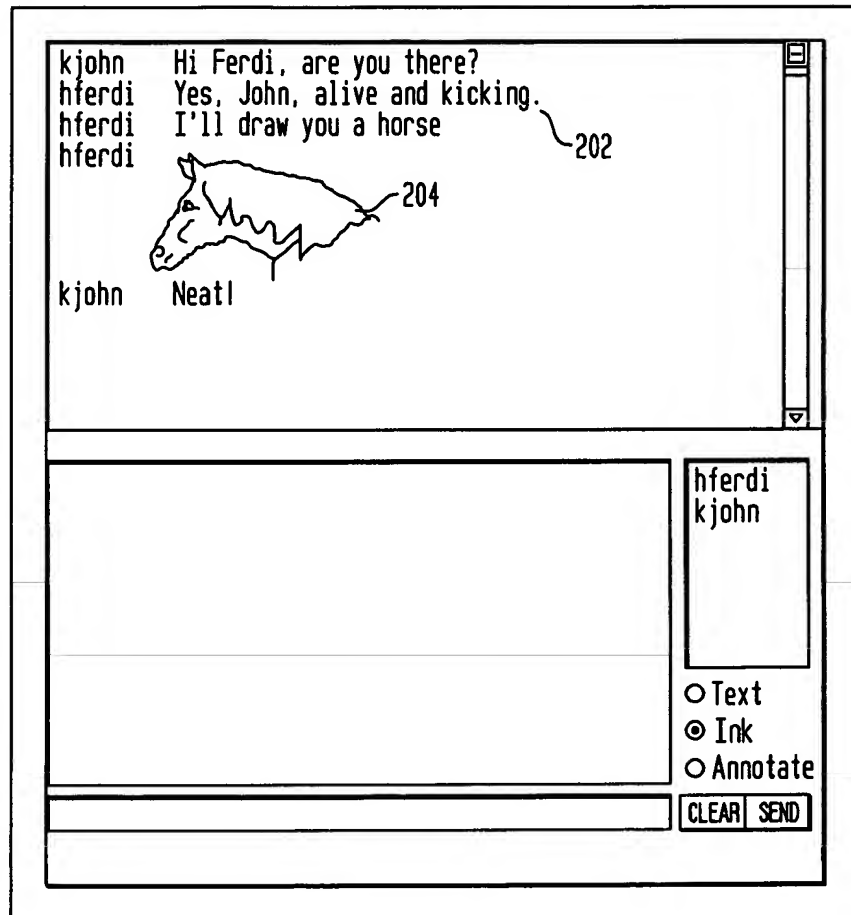 kjohn Hi Ferdi, are you there?
hferdi Yes, John, alive and kicking.
hferdi I'll draw you a horse
202
hferdi
204
kjohn Neat!
hferdi
kjohn
Text
Ink
Annotate
CLEAR SEND